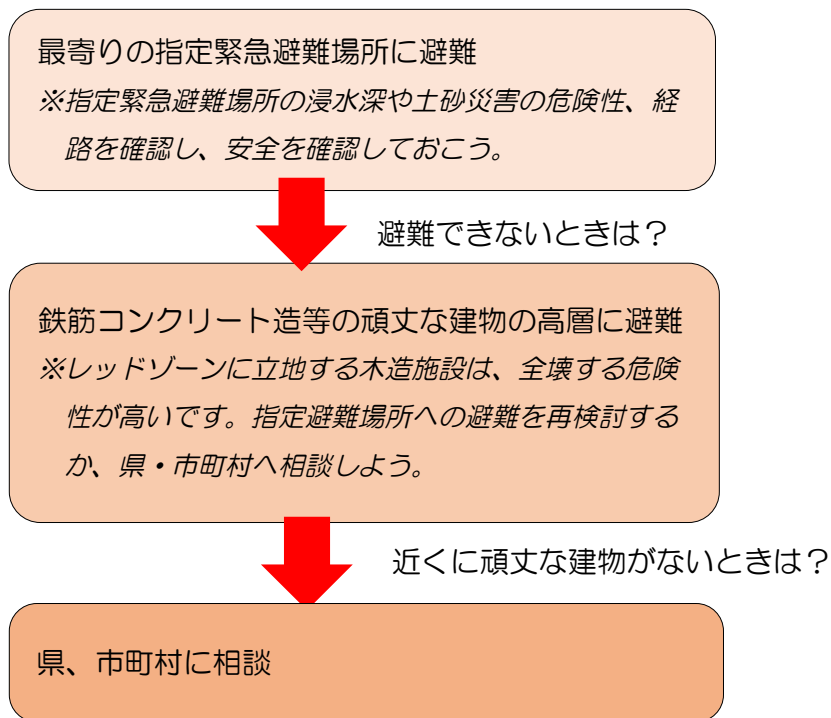 最寄りの指定緊急避難場所に避難
※指定緊急避難場所の浸水深や土砂災害の危険性、経
路を確認し、安全を確認しておこう。
避難できないときは？
鉄筋コンクリート造等の頑丈な建物の高層に避難
※レッドゾーンに立地する木造施設は、全壊する危険
性が高いです。指定避難場所への避難を再検討する
か、県・市町村へ相談しよう。
近くに頑丈な建物がないときは？
県、市町村に相談